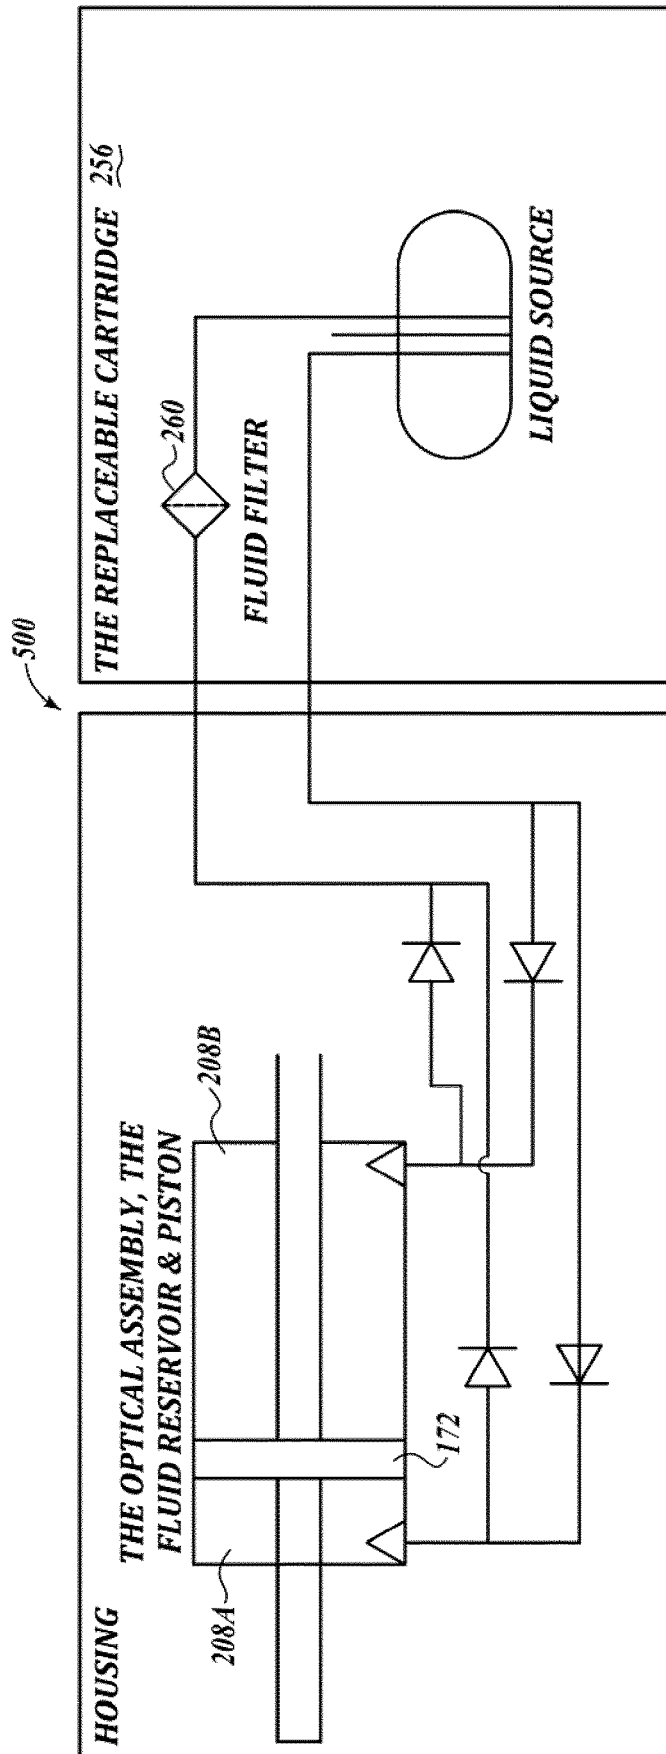 500
HOUSING
THE OPTICAL ASSEMBLY, THE
FLUID RESERVOIR & PISTON
208A
208B
172
THE REPLACEABLE CARTRIDGE 256
260
FLUID FILTER
LIQUID SOURCE